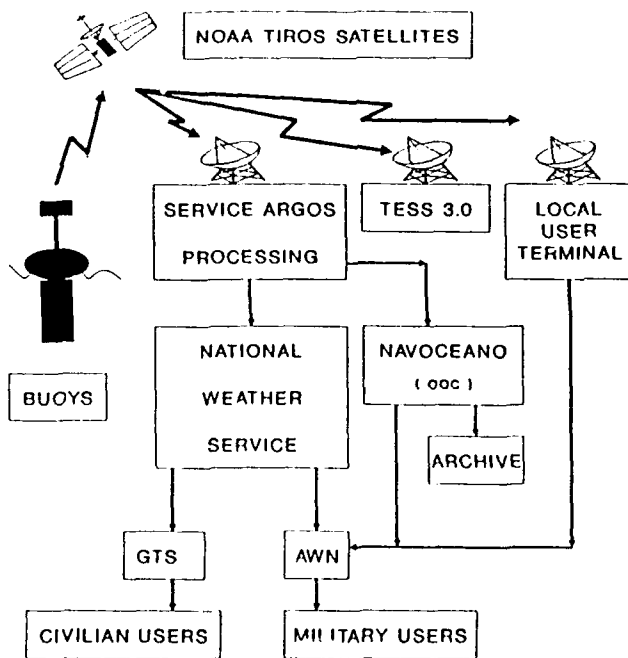 NOAA TIROS SATELLITES
SERVICE ARGOS
PROCESSING
TESS 3.0
LOCAL
USER
TERMINAL
BUOYS
NATIONAL
WEATHER
SERVICE
NAVOCEANO
( OOC )
ARCHIVE
GTS
AWN
CIVILIAN USERS
MILITARY USERS